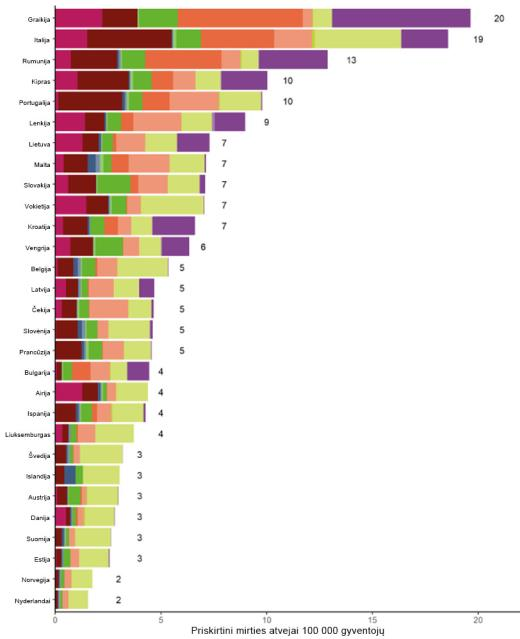 Graikija 20
Italija 19
Rumunija 13
Kipras 10
Portugalija 10
Lenkija 9
Lietuva 7
Malta 7
Slovakija 7
Vokietija 7
Kroatia 7
Vengrija 6
Belgija 5
Latvija 5
Čekija 5
Slovėnija 5
Prancūzija 5
Bulgarija 4
Airija 4
Ispanija 4
Liuksemburgas 4
Švedija 3
Islandija 3
Austrija 3
Danija 3
Suomija 3
Estija 3
Norvegija 2
Nyderlandai 2
0 5 10 15 20
Priskirtini mirties atvejai 100 000 gyventojų